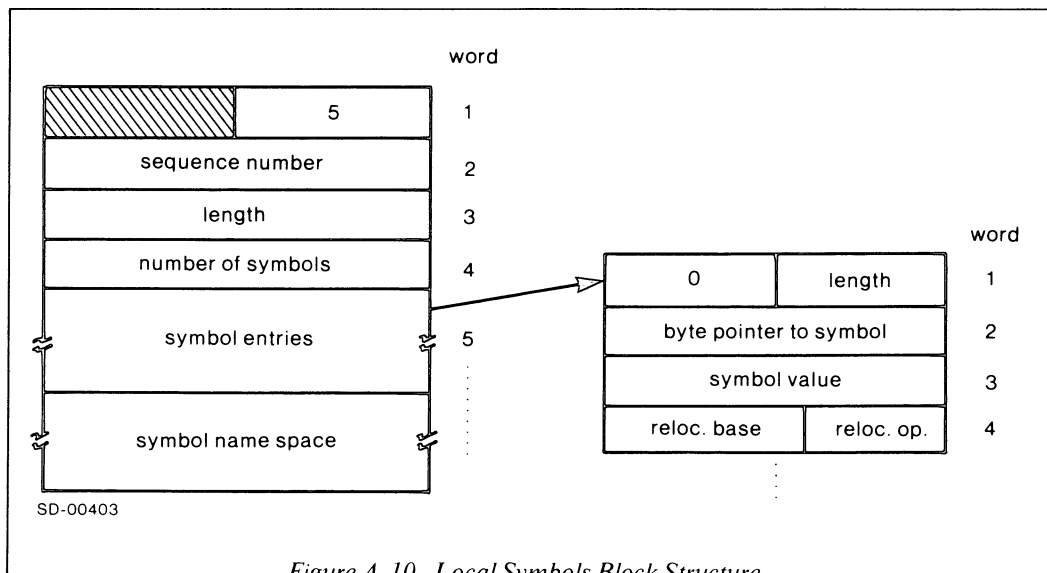 word
5 1
sequence number 2
length 3
number of symbols 4
symbol entries 5
symbol name space
SD-00403
word
0 length 1
byte pointer to symbol 2
symbol value 3
reloc. base reloc. op. 4
Figure A-10. Local Symbols Block Structure